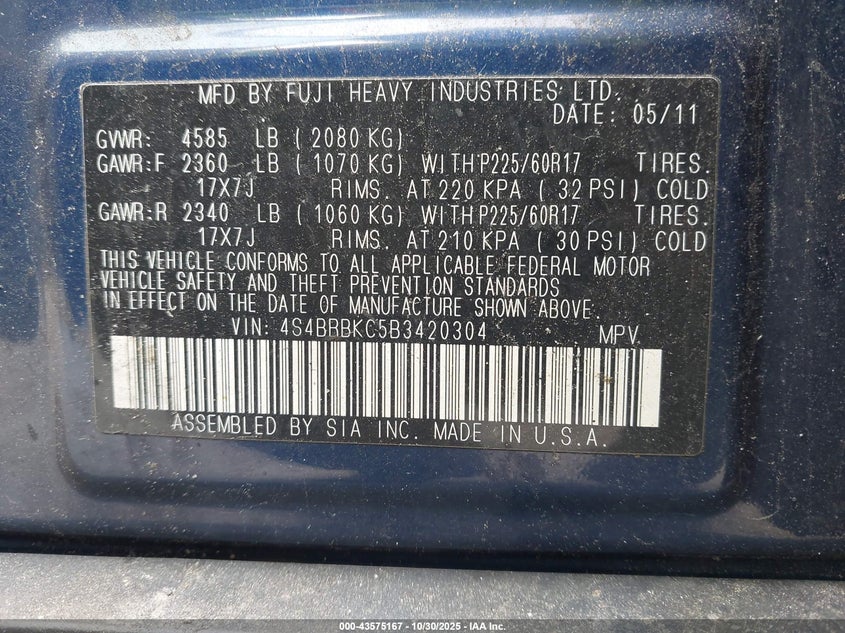 MFD BY FUJI HEAVY INDUSTRIES LTD.
DATE: 05/11
GVWR: 4585 LB ( 2080 KG)
GAWR:F 2360 LB ( 1070 KG) WITH P225/60R17 TIRES.
17X7J RIMS. AT 220 KPA ( 32 PSI) COLD
GAWR:R 2340 LB ( 1060 KG) WITH P225/60R17 TIRES.
17X7J RIMS. AT 210 KPA ( 30 PSI) COLD
THIS VEHICLE CONFORMS TO ALL APPLICABLE FEDERAL MOTOR
VEHICLE SAFETY AND THEFT PREVENTION STANDARDS
IN EFFECT ON THE DATE OF MANUFACTURE SHOWN ABOVE.
VIN: 4S4BRBKC5B3420304 MPV
ASSEMBLED BY SIA INC. MADE IN U.S.A.
000-43575167 - 10/30/2025 - IAA Inc.